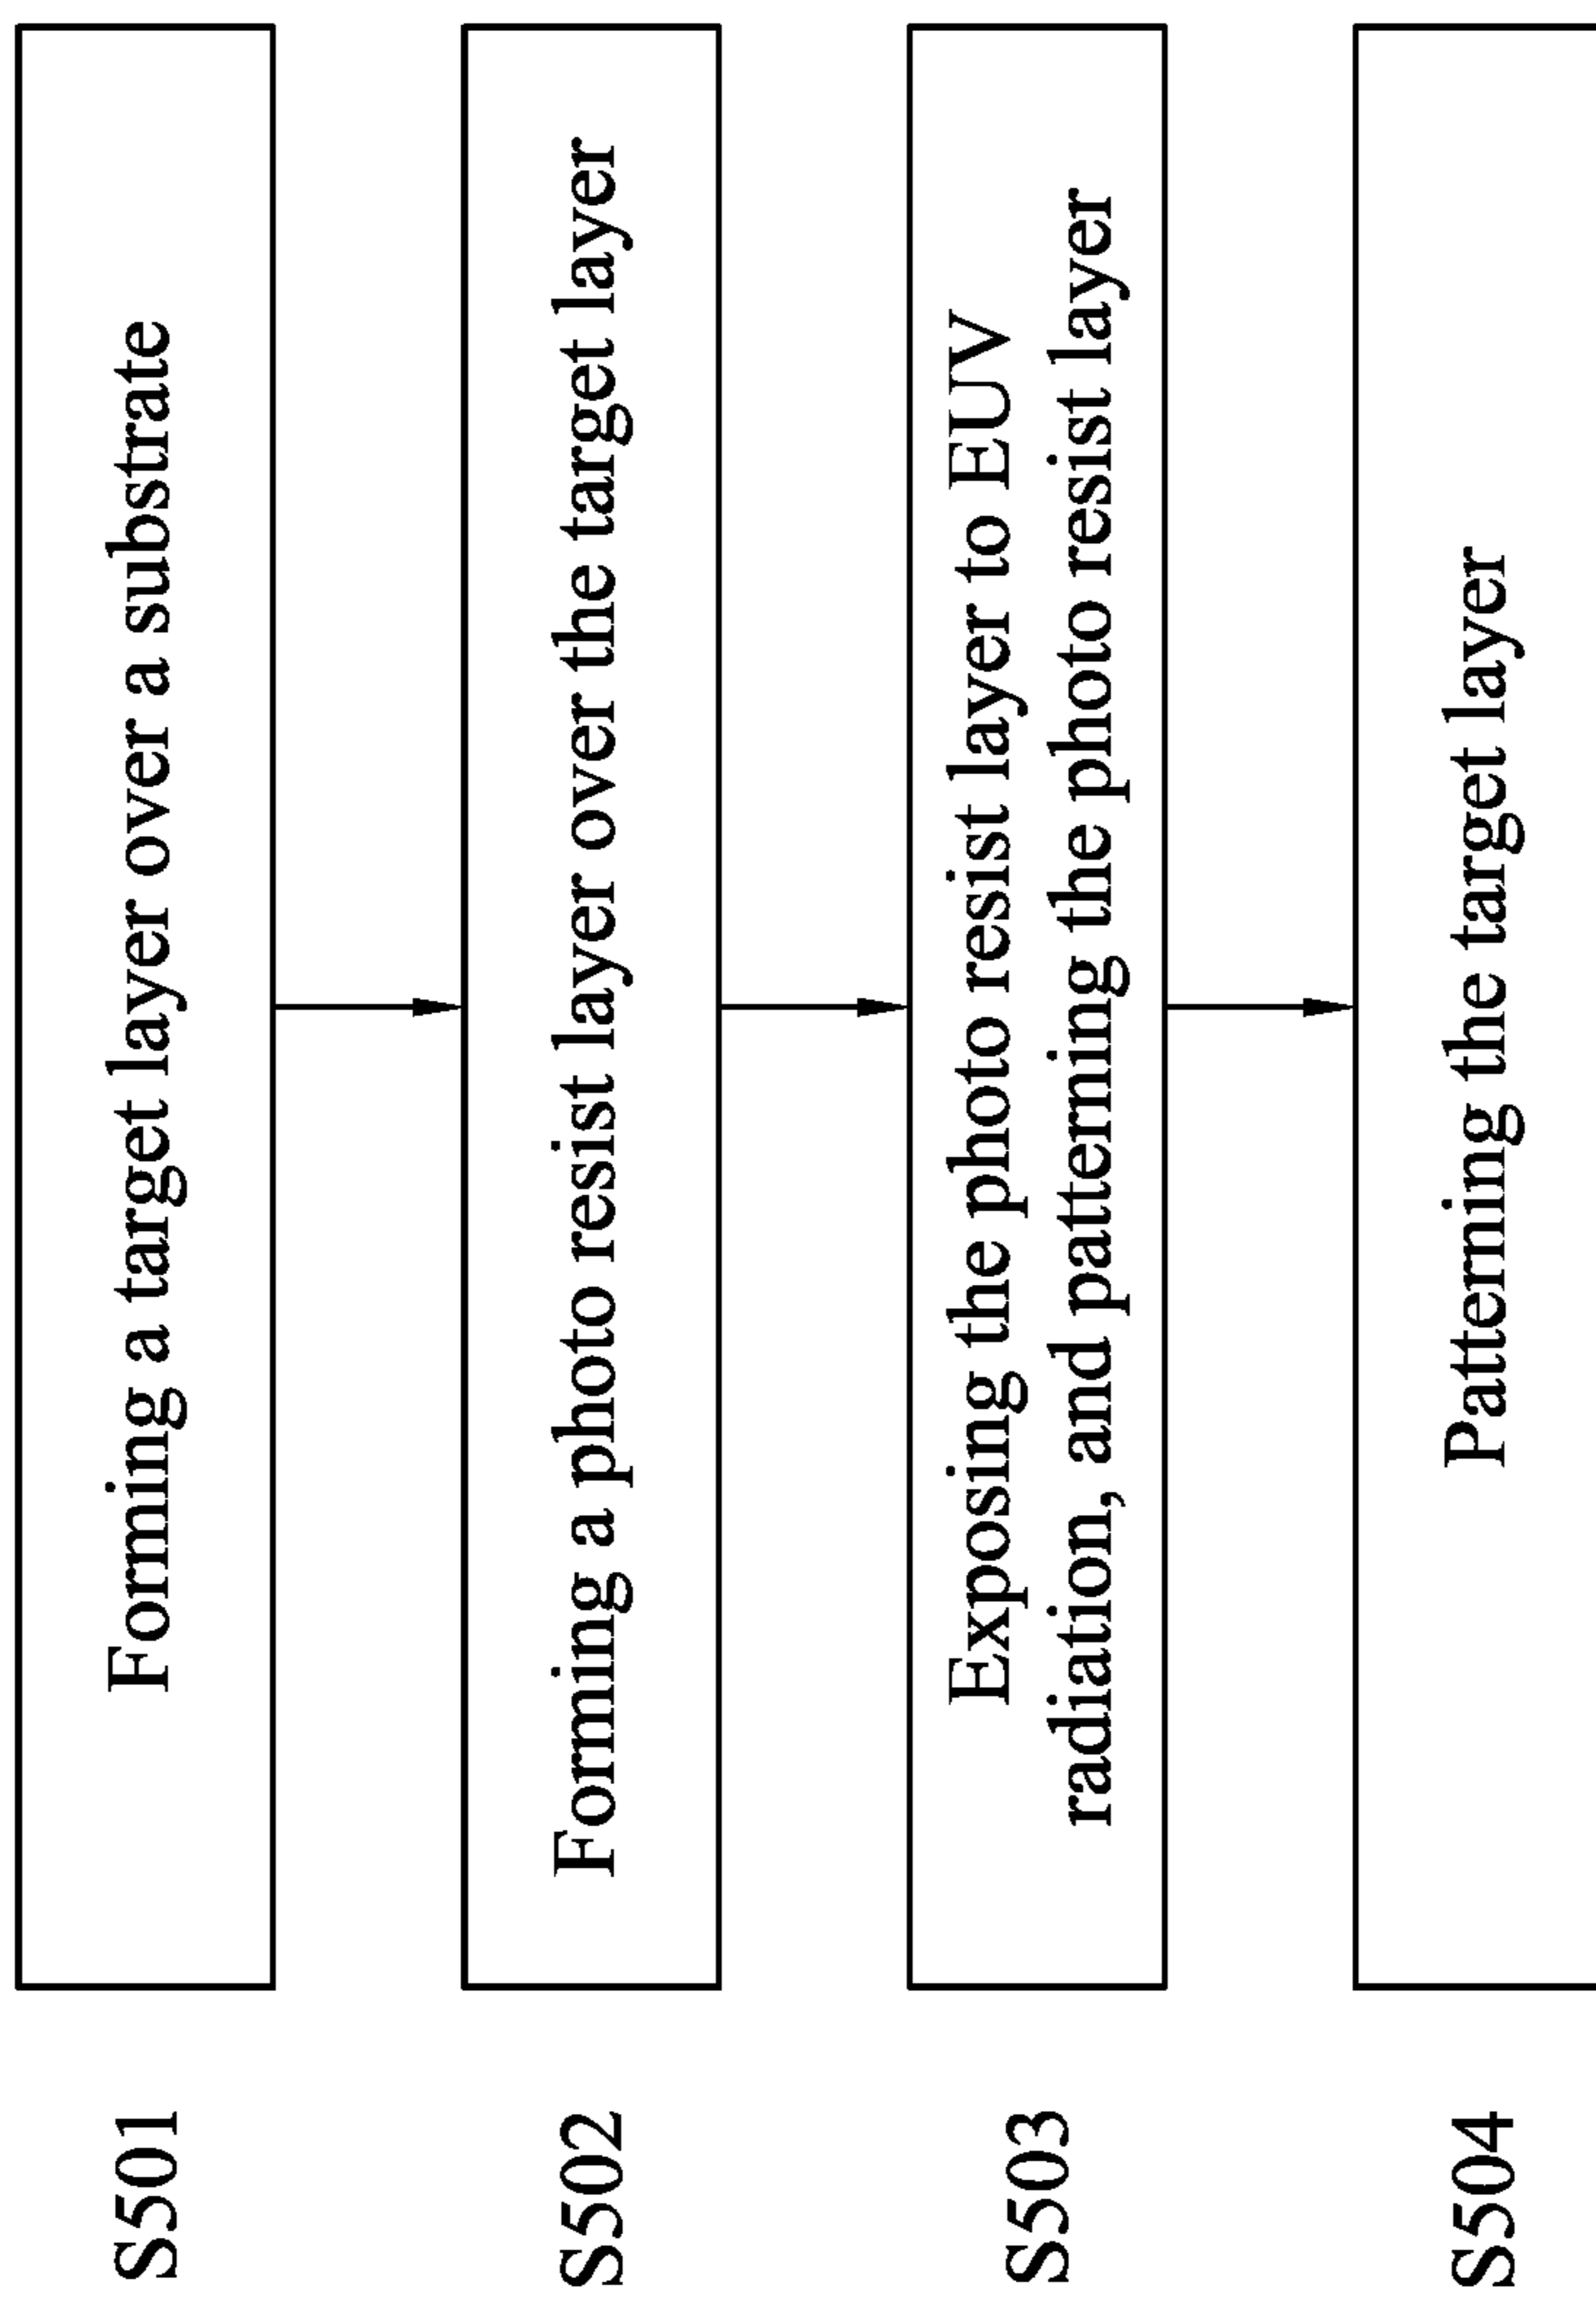 S501
Forming a target layer over a substrate
S502
Forming a photo resist layer over the target layer
S503
Exposing the photo resist layer to EUV
radiation, and patterning the photo resist layer
S504
Patterning the target layer